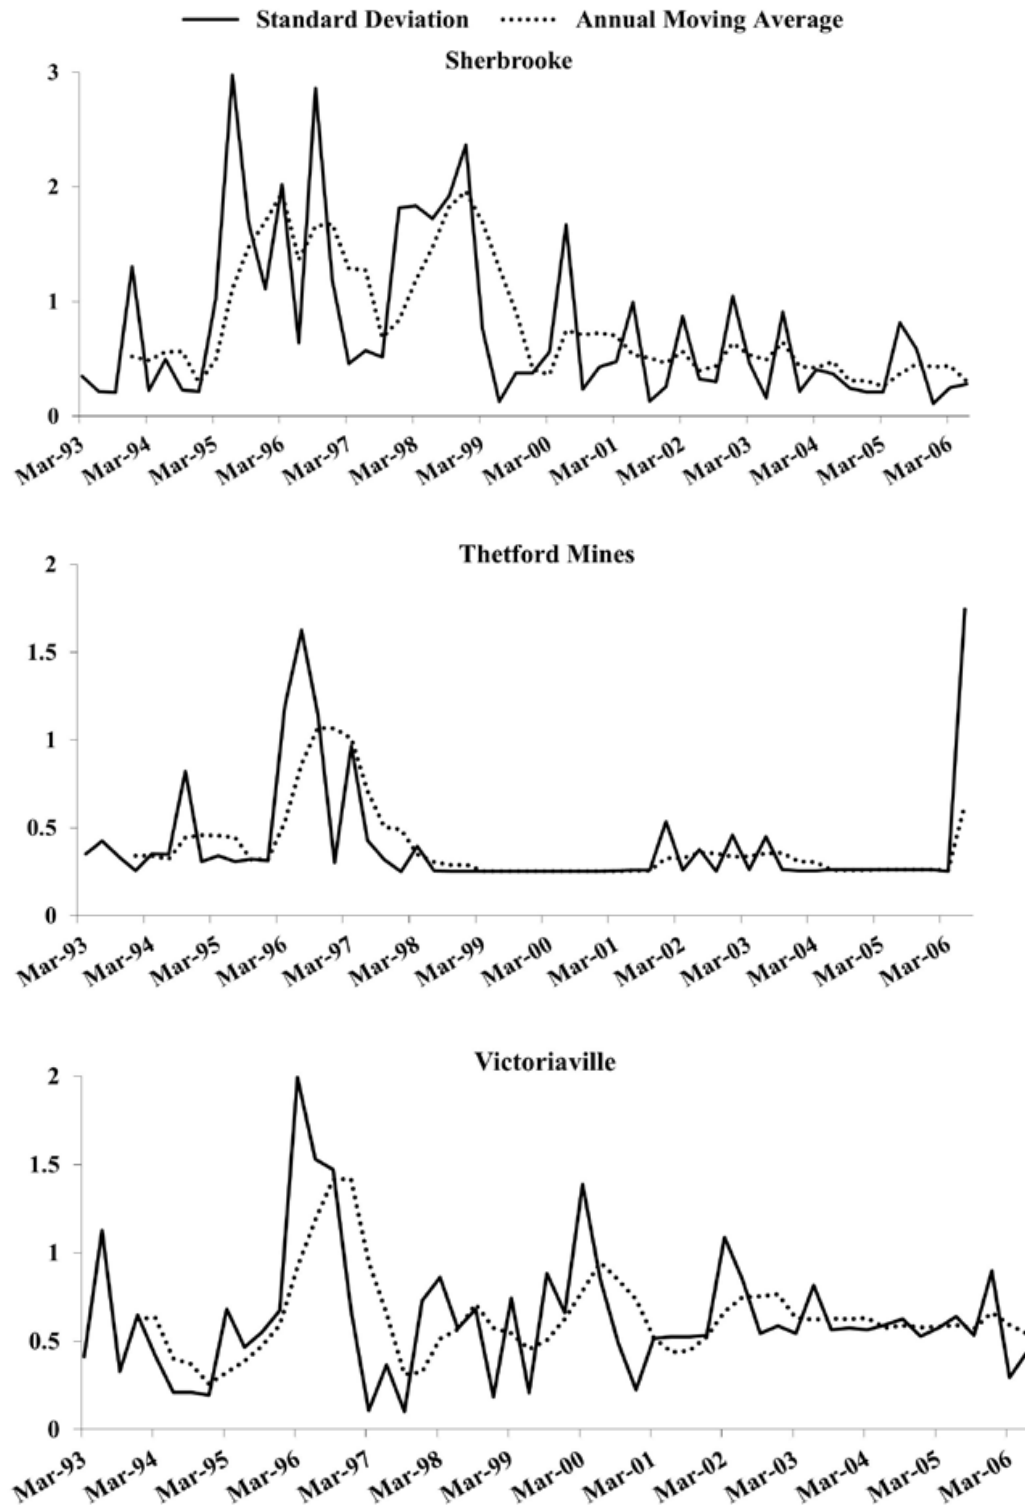 Standard Deviation Annual Moving Average
Sherbrooke
3
2
1
0
Mar-93 Mar-94 Mar-95 Mar-96 Mar-97 Mar-98 Mar-99 Mar-00 Mar-01 Mar-02 Mar-03 Mar-04 Mar-05 Mar-06
Thetford Mines
2
1.5
1
0.5
0
Mar-93 Mar-94 Mar-95 Mar-96 Mar-97 Mar-98 Mar-99 Mar-00 Mar-01 Mar-02 Mar-03 Mar-04 Mar-05 Mar-06
Victoriaville
2
1.5
1
0.5
0
Mar-93 Mar-94 Mar-95 Mar-96 Mar-97 Mar-98 Mar-99 Mar-00 Mar-01 Mar-02 Mar-03 Mar-04 Mar-05 Mar-06